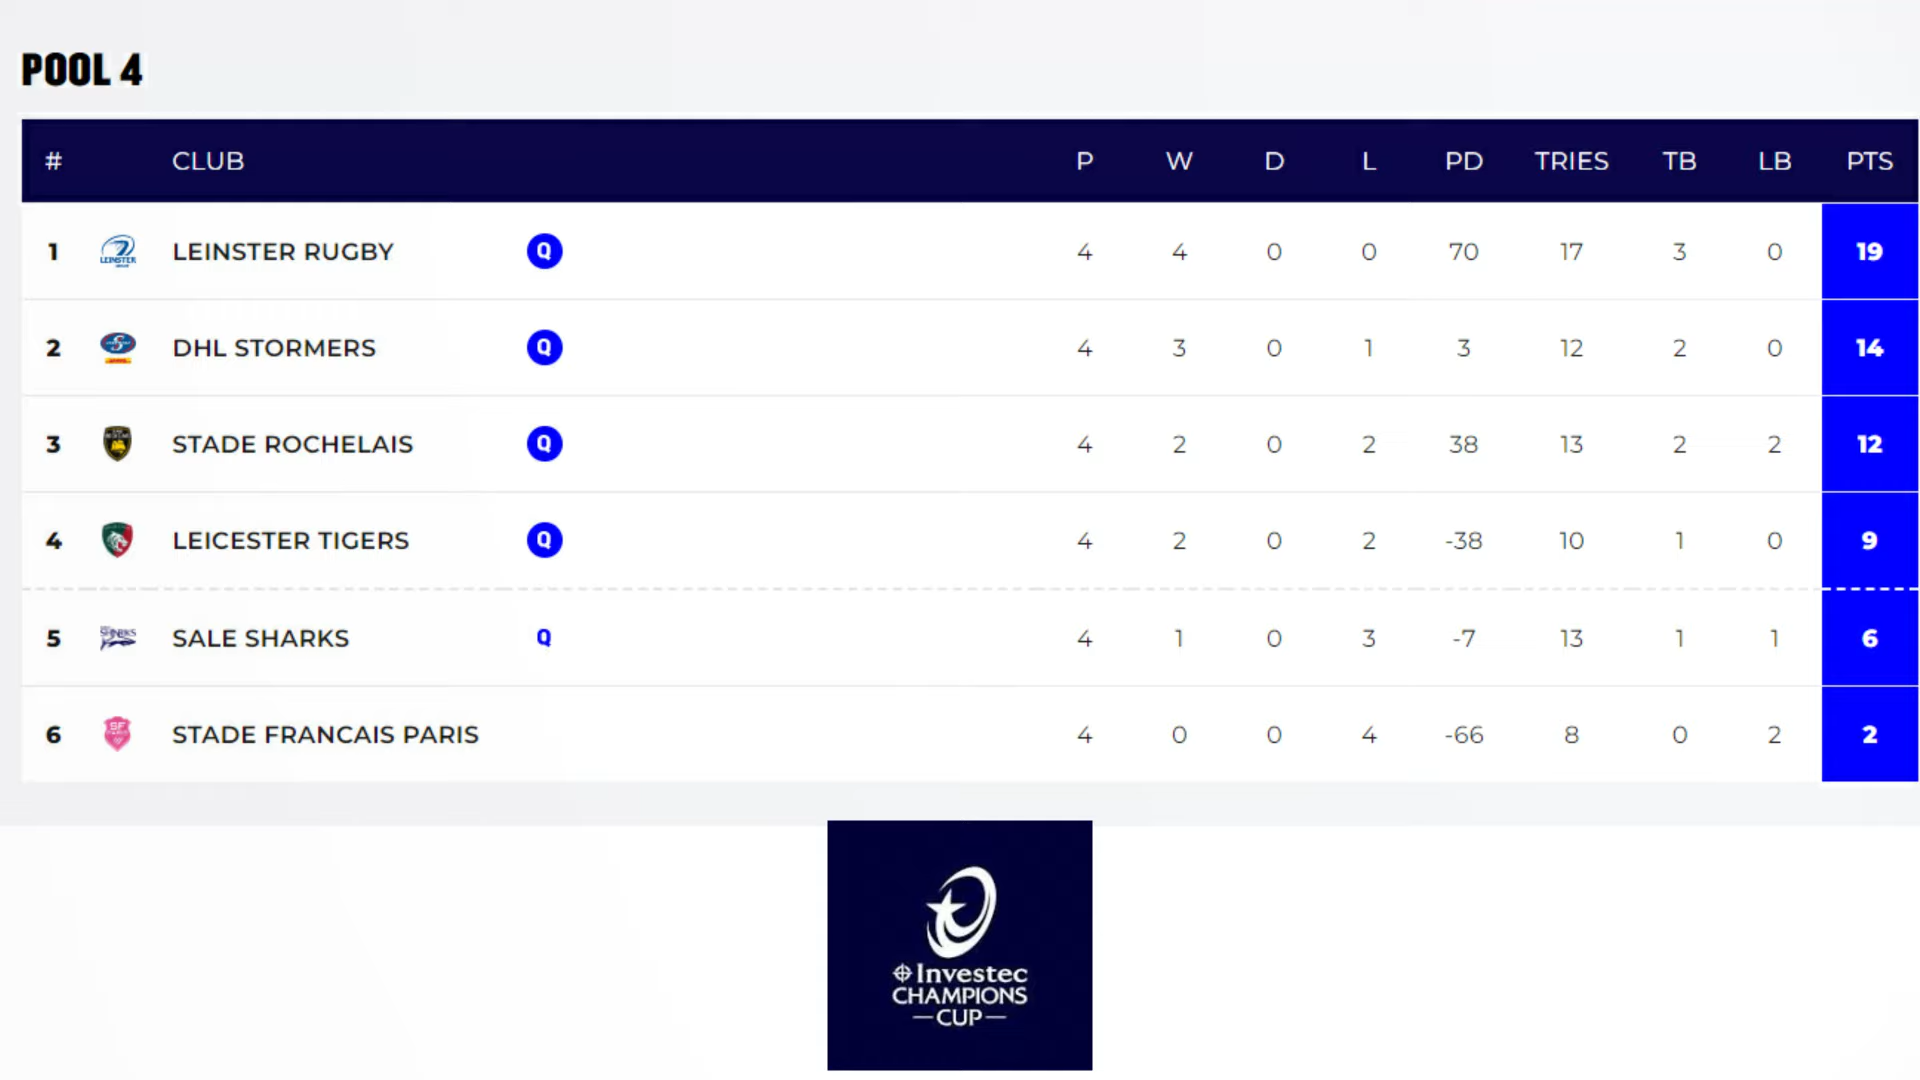 POOL 4
# CLUB P W D L PD TRIES TB LB PTS
1 LEINSTER LEINSTER RUGBY Q 4 4 0 0 70 17 3 0 19
2 DHL STORMERS Q 4 3 0 1 3 12 2 0 14
3 STADE ROCHELAIS Q 4 2 0 2 38 13 2 2 12
4 LEICESTER TIGERS Q 4 2 0 2 -38 10 1 0 9
5 SHARKS SALE SHARKS Q 4 1 0 3 -7 13 1 1 6
6 SF STADE FRANCAIS PARIS 4 0 0 4 -66 8 0 2 2
Investec
CHAMPIONS
CUP